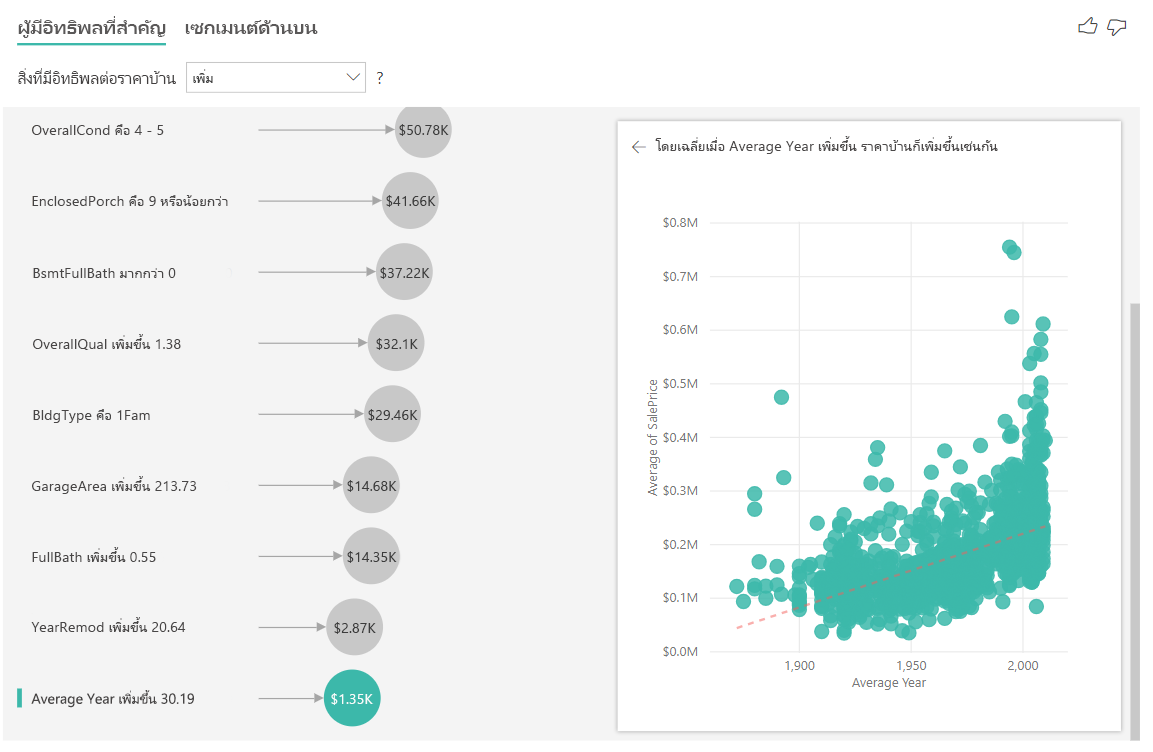 ผู้มีอิทธิพลที่สำคัญ เซกเมนต์ด้านบน
สิ่งที่มีอิทธิพลต่อราคาบ้าน เพิ่ม ?
OverallCond คือ 4 - 5 $50.78K
EnclosedPorch คือ 9 หรือน้อยกว่า $41.66K
BsmtFullBath มากกว่า 0 $37.22K
OverallQual เพิ่มขึ้น 1.38 $32.1K
BldgType คือ 1Fam $29.46K
GarageArea เพิ่มขึ้น 213.73 $14.68K
FullBath เพิ่มขึ้น 0.55 $14.35K
YearRemod เพิ่มขึ้น 20.64 $2.87K
Average Year เพิ่มขึ้น 30.19 $1.35K
โดยเฉลี่ยเมื่อ Average Year เพิ่มขึ้น ราคาบ้านก็เพิ่มขึ้นเช่นกัน
$0.8M
$0.7M
$0.6M
$0.5M
$0.4M
$0.3M
$0.2M
$0.1M
$0.0M
Average of SalePrice
1,900 1,950 2,000
Average Year